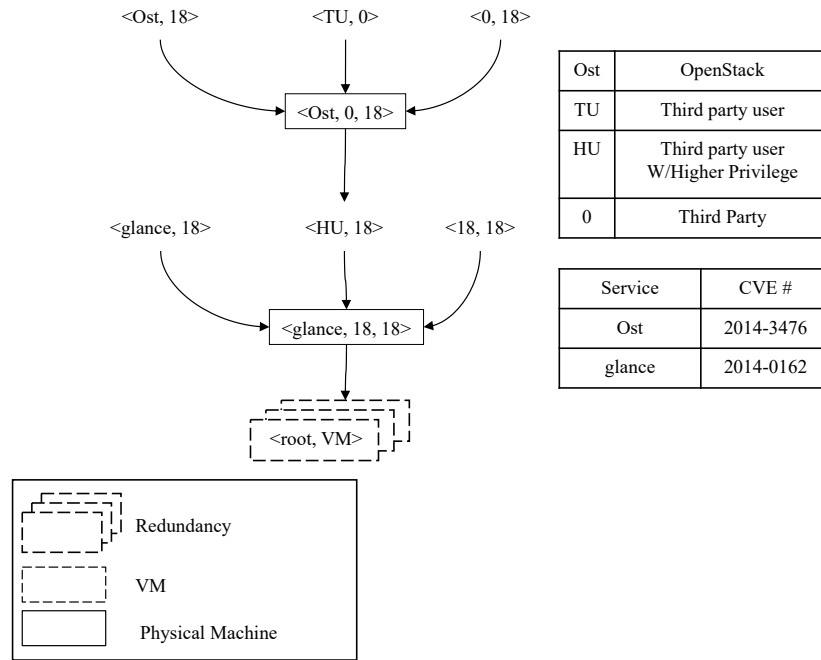 <Ost, 18>
<TU, 0>
<0, 18>
<Ost, 0, 18>
<glance, 18>
<HU, 18>
<18, 18>
<glance, 18, 18>
<root, VM>
Ost OpenStack
TU Third party user
HU Third party user
W/Higher Privilege
0 Third Party
Service CVE #
Ost 2014-3476
glance 2014-0162
Redundancy
VM
Physical Machine